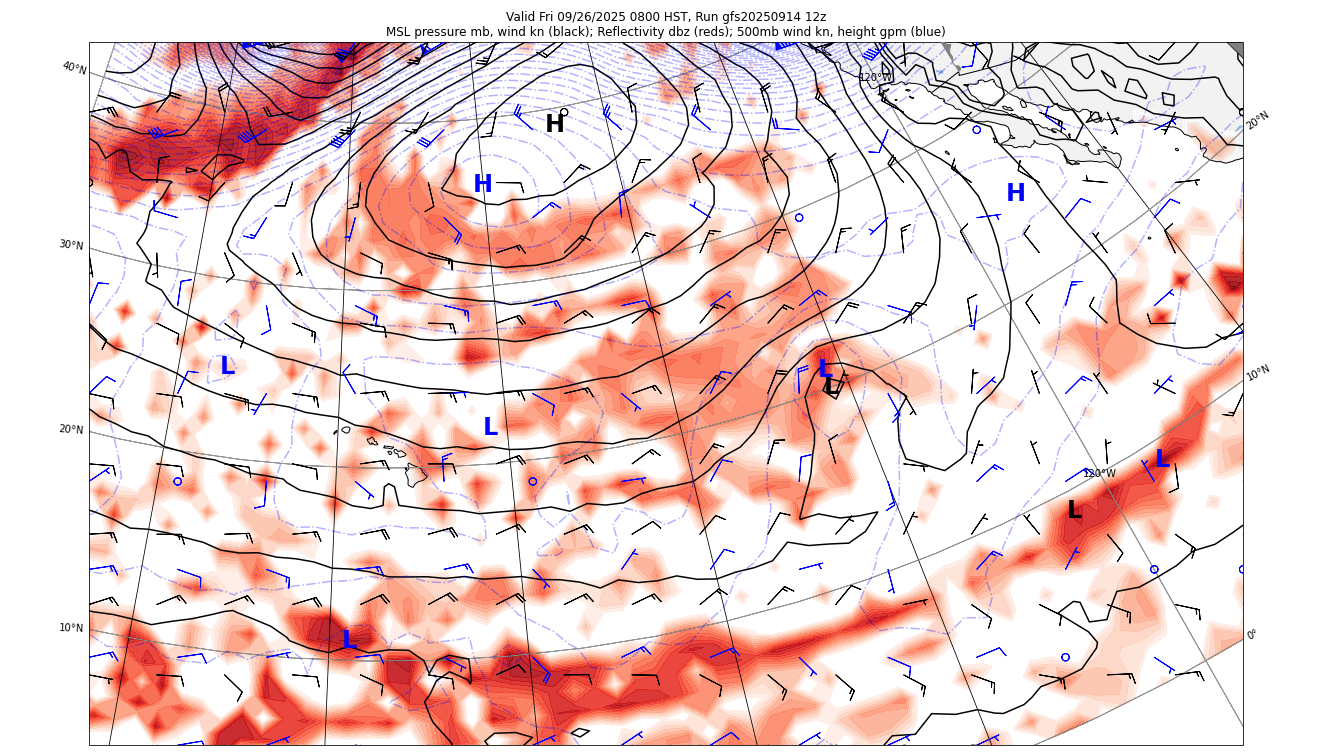 Valid Fri 09/26/2025 0800 HST, Run gfs20250914 12z
MSL pressure mb, wind kn (black); Reflectivity dbz (reds); 500mb wind kn, height gpm (blue)
40°N
120°W
20°N
H
H
H
30°N
L
L
L
10°N
L
20°N
L
120°W
L
10°N
L
0°